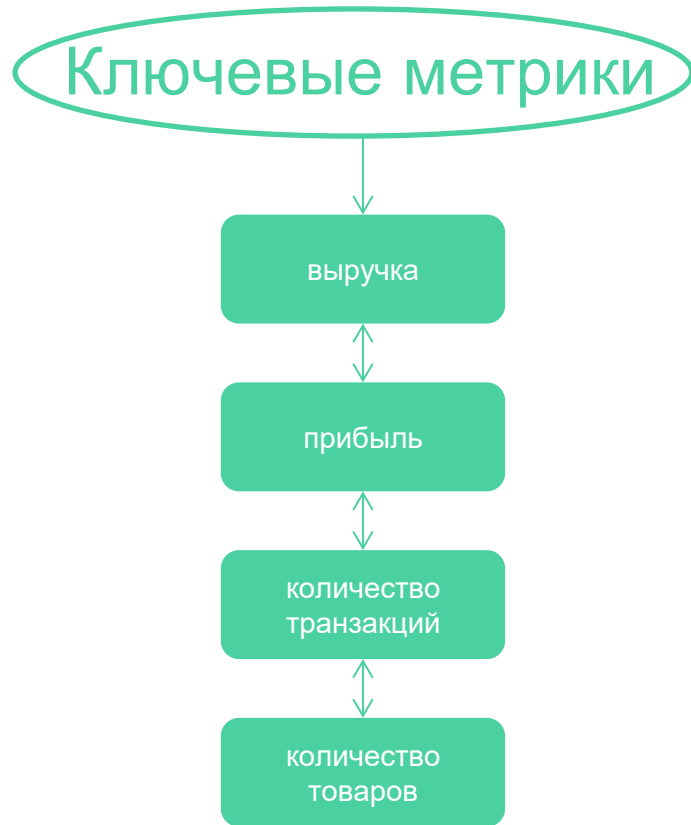 Ключевые метрики
выручка
прибыль
количество
транзакций
количество
товаров